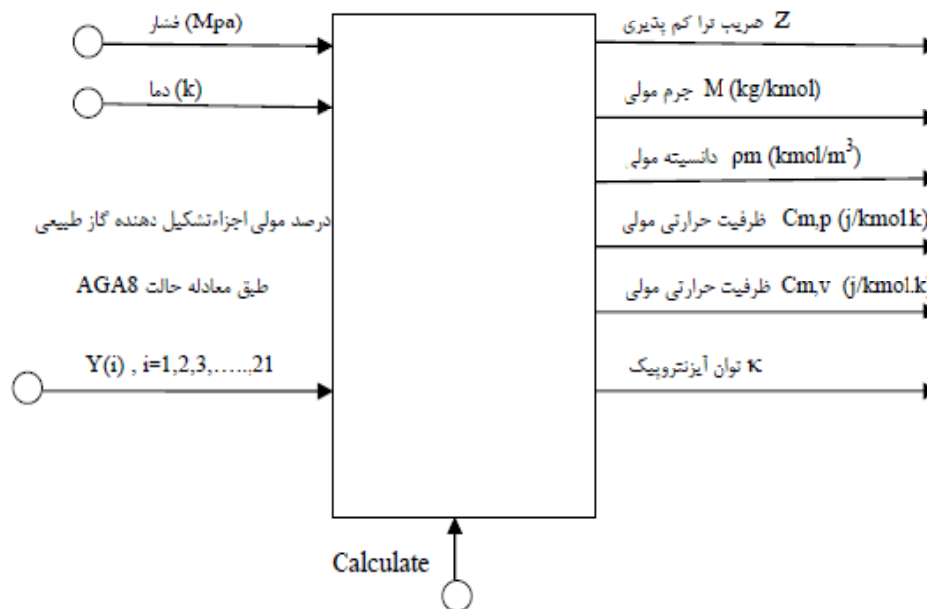 فشار (Mpa)
دما (k)
درصد مولی اجزاءتشکیل دهنده گاز طبیعی
طبق معادله حالت AGA8
Y(i) , i=1,2,3,.....,21
Calculate
ضریب ترا کم پذیری Z
جرم مولی M (kg/kmol)
دانسیته مولی ρm (kmol/m³)
ظرفیت حرارتی مولی Cm,p (j/kmol.k)
ظرفیت حرارتی مولی Cm,v (j/kmol.k)
توان آیزنتروپیک κ